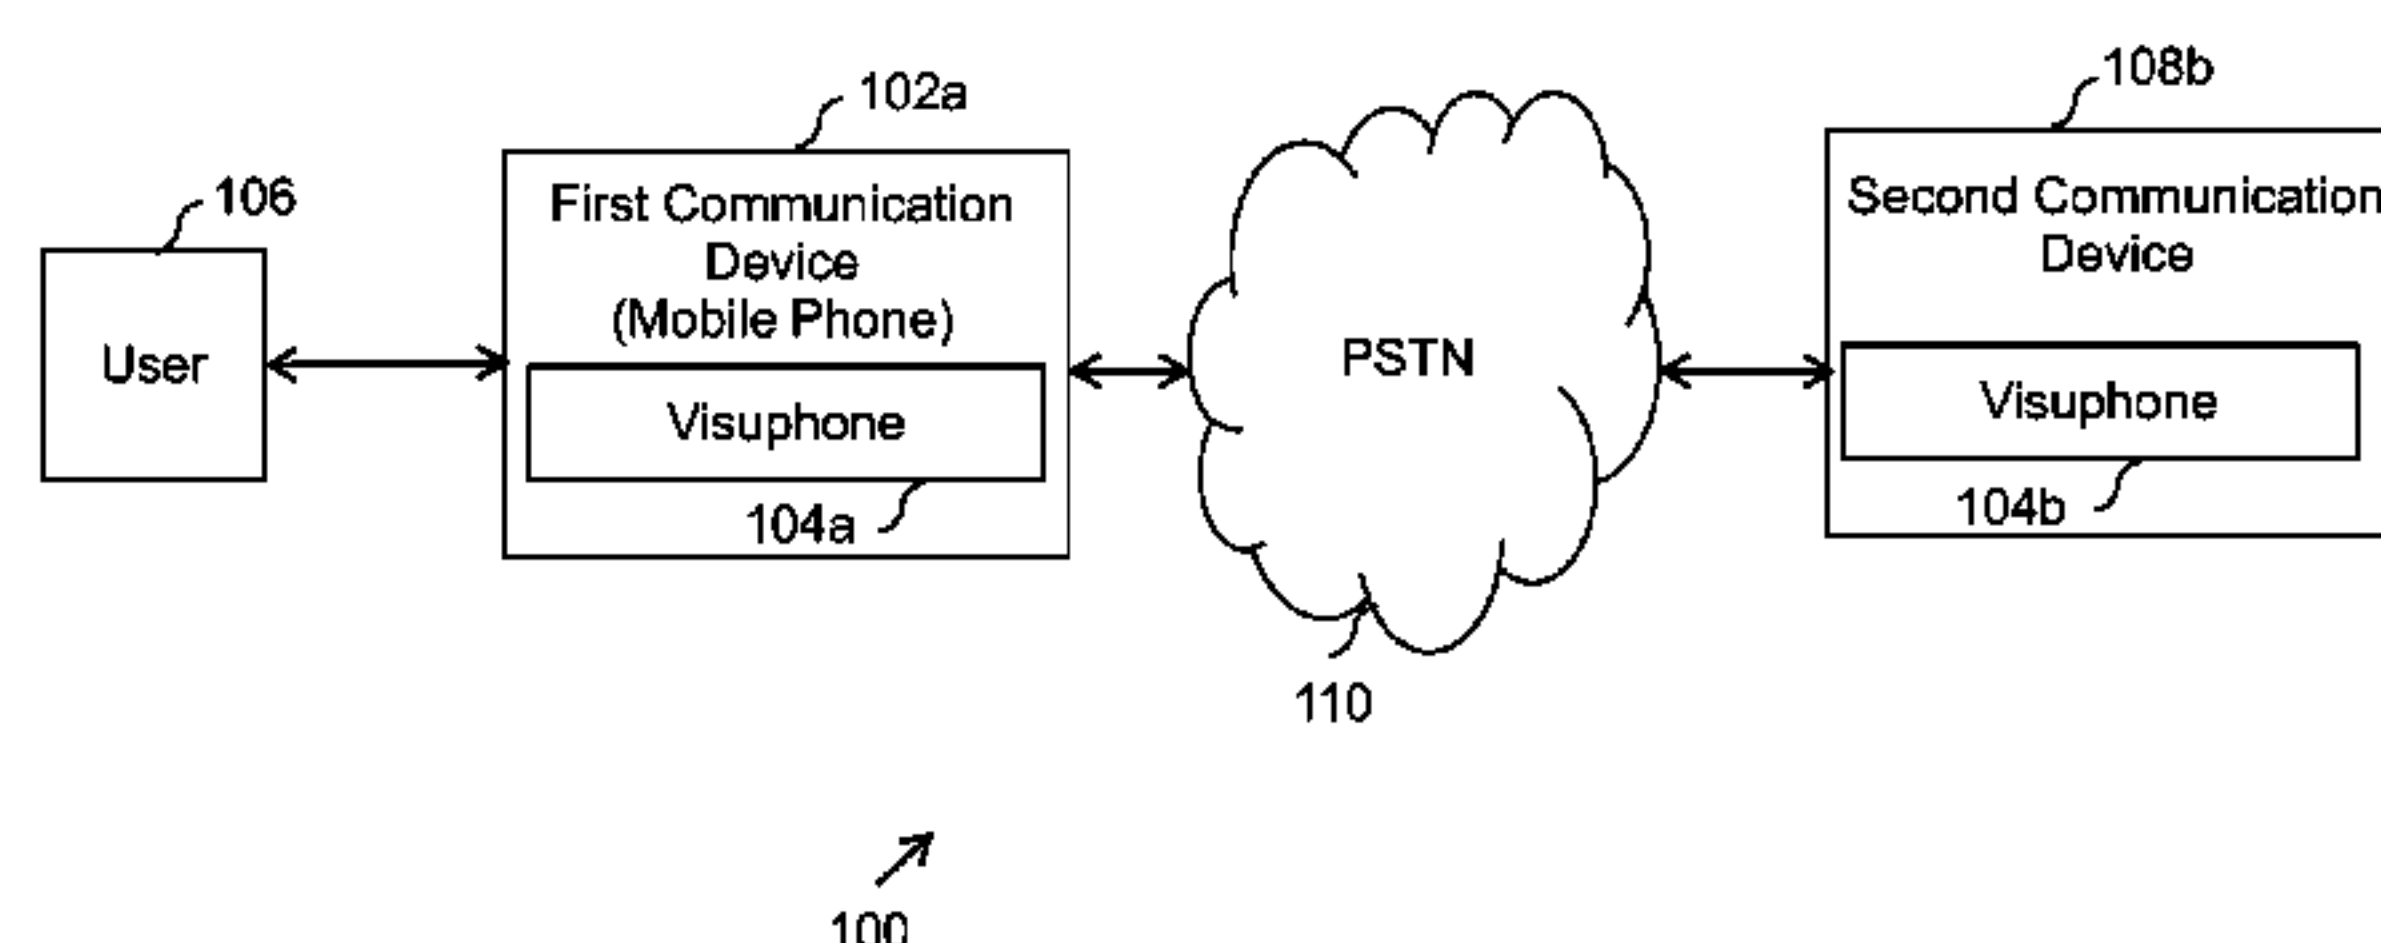 102a
108b
106
First Communication
Device
(Mobile Phone)
Second Communication
Device
User
PSTN
Visuphone
Visuphone
104a
104b
110
100